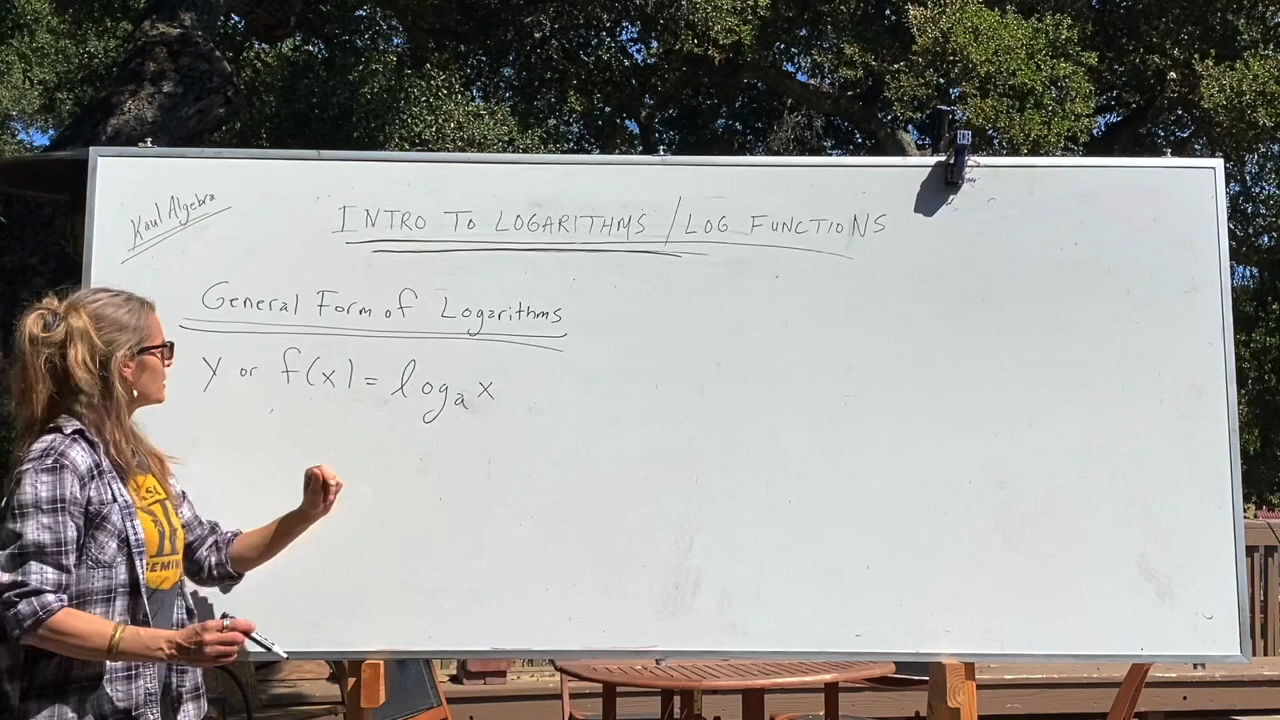 Kaul Algebra
INTRO TO LOGARITHMS / LOG FUNCTIONS
General Form of Logarithms
y or f(x) = logₐ x